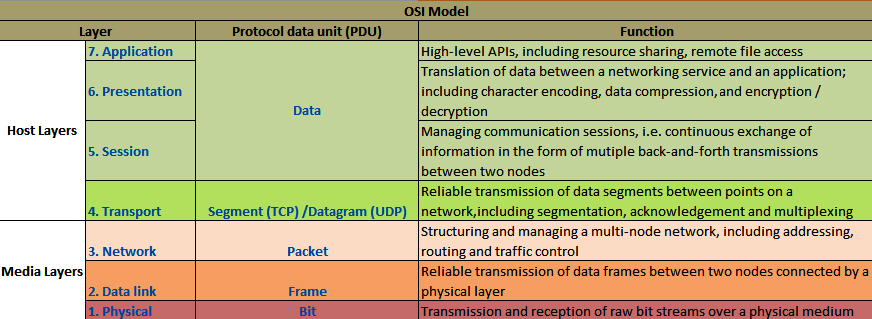 OSI Model
Layer Protocol data unit (PDU) Function
Host Layers
7. Application
Data
High-level APIs, including resource sharing, remote file access
6. Presentation
Translation of data between a networking service and an application;
including character encoding, data compression, and encryption /
decryption
5. Session
Managing communication sessions, i.e. continuous exchange of
information in the form of mutiple back-and-forth transmissions
between two nodes
4. Transport
Segment (TCP) /Datagram (UDP)
Reliable transmission of data segments between points on a
network,including segmentation, acknowledgement and multiplexing
Media Layers
3. Network
Packet
Structuring and managing a multi-node network, including addressing,
routing and traffic control
2. Data link
Frame
Reliable transmission of data frames between two nodes connected by a
physical layer
1. Physical
Bit
Transmission and reception of raw bit streams over a physical medium